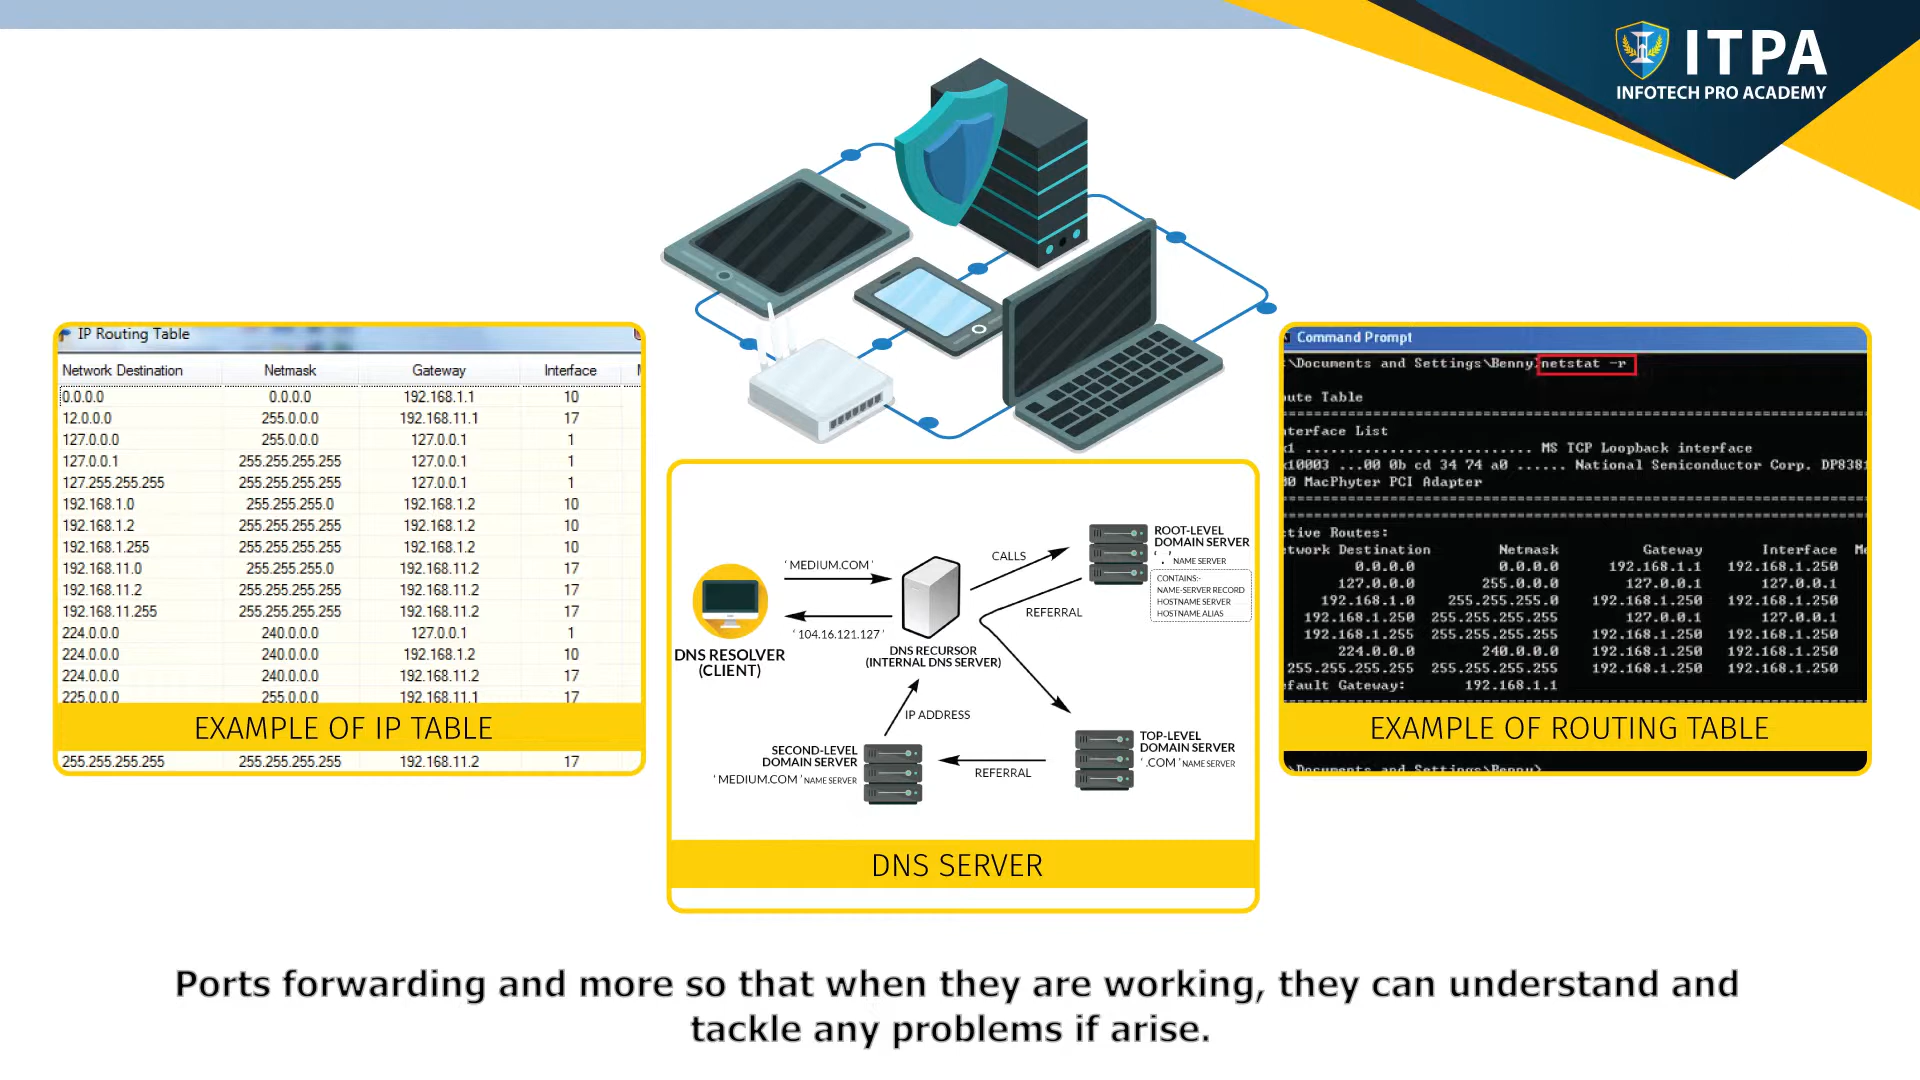 ITPA
INFOTECH PRO ACADEMY
IP Routing Table
Network Destination Netmask Gateway Interface
0.0.0.0 0.0.0.0 192.168.1.1 10
12.0.0.0 255.0.0.0 192.168.11.1 17
127.0.0.0 255.0.0.0 127.0.0.1 1
127.0.0.1 255.255.255.255 127.0.0.1 1
127.255.255.255 255.255.255.255 127.0.0.1 1
192.168.1.0 255.255.255.0 192.168.1.2 10
192.168.1.2 255.255.255.255 192.168.1.2 10
192.168.1.255 255.255.255.255 192.168.1.2 10
192.168.11.0 255.255.255.0 192.168.11.2 17
192.168.11.2 255.255.255.255 192.168.11.2 17
192.168.11.255 255.255.255.255 192.168.11.2 17
224.0.0.0 240.0.0.0 127.0.0.1 1
224.0.0.0 240.0.0.0 192.168.1.2 10
224.0.0.0 240.0.0.0 192.168.11.2 17
225.0.0.0 255.0.0.0 192.168.11.1 17
EXAMPLE OF IP TABLE
255.255.255.255 255.255.255.255 192.168.11.2 17
' MEDIUM.COM '
' 104.16.121.127 '
DNS RESOLVER
(CLIENT)
DNS RECURSOR
(INTERNAL DNS SERVER)
CALLS
REFERRAL
ROOT-LEVEL
DOMAIN SERVER
' . ' NAME SERVER
CONTAINS:-
NAME-SERVER RECORD
HOSTNAME SERVER
HOSTNAME ALIAS
IP ADDRESS
SECOND-LEVEL
DOMAIN SERVER
' MEDIUM.COM ' NAME SERVER
REFERRAL
TOP-LEVEL
DOMAIN SERVER
' .COM ' NAME SERVER
DNS SERVER
Command Prompt
:\Documents and Settings\Benny>netstat -r
ute Table
terface List
1 ........................... MS TCP Loopback interface
10003 ...00 0b cd 34 74 a0 ...... National Semiconductor Corp. DP838
0 MacPhyter PCI Adapter
tive Routes:
twork Destination Netmask Gateway Interface Me
0.0.0.0 0.0.0.0 192.168.1.1 192.168.1.250
127.0.0.0 255.0.0.0 127.0.0.1 127.0.0.1
192.168.1.0 255.255.255.0 192.168.1.250 192.168.1.250
192.168.1.250 255.255.255.255 127.0.0.1 127.0.0.1
192.168.1.255 255.255.255.255 192.168.1.250 192.168.1.250
224.0.0.0 240.0.0.0 192.168.1.250 192.168.1.250
255.255.255.255 255.255.255.255 192.168.1.250 192.168.1.250
fault Gateway: 192.168.1.1
EXAMPLE OF ROUTING TABLE
\Documents and Settings\Benny>
Ports forwarding and more so that when they are working, they can understand and
tackle any problems if arise.